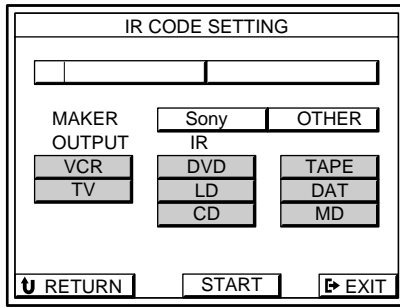 IR CODE SETTING
MAKER Sony OTHER
OUTPUT IR
VCR DVD TAPE
TV LD DAT
CD MD
RETURN START EXIT